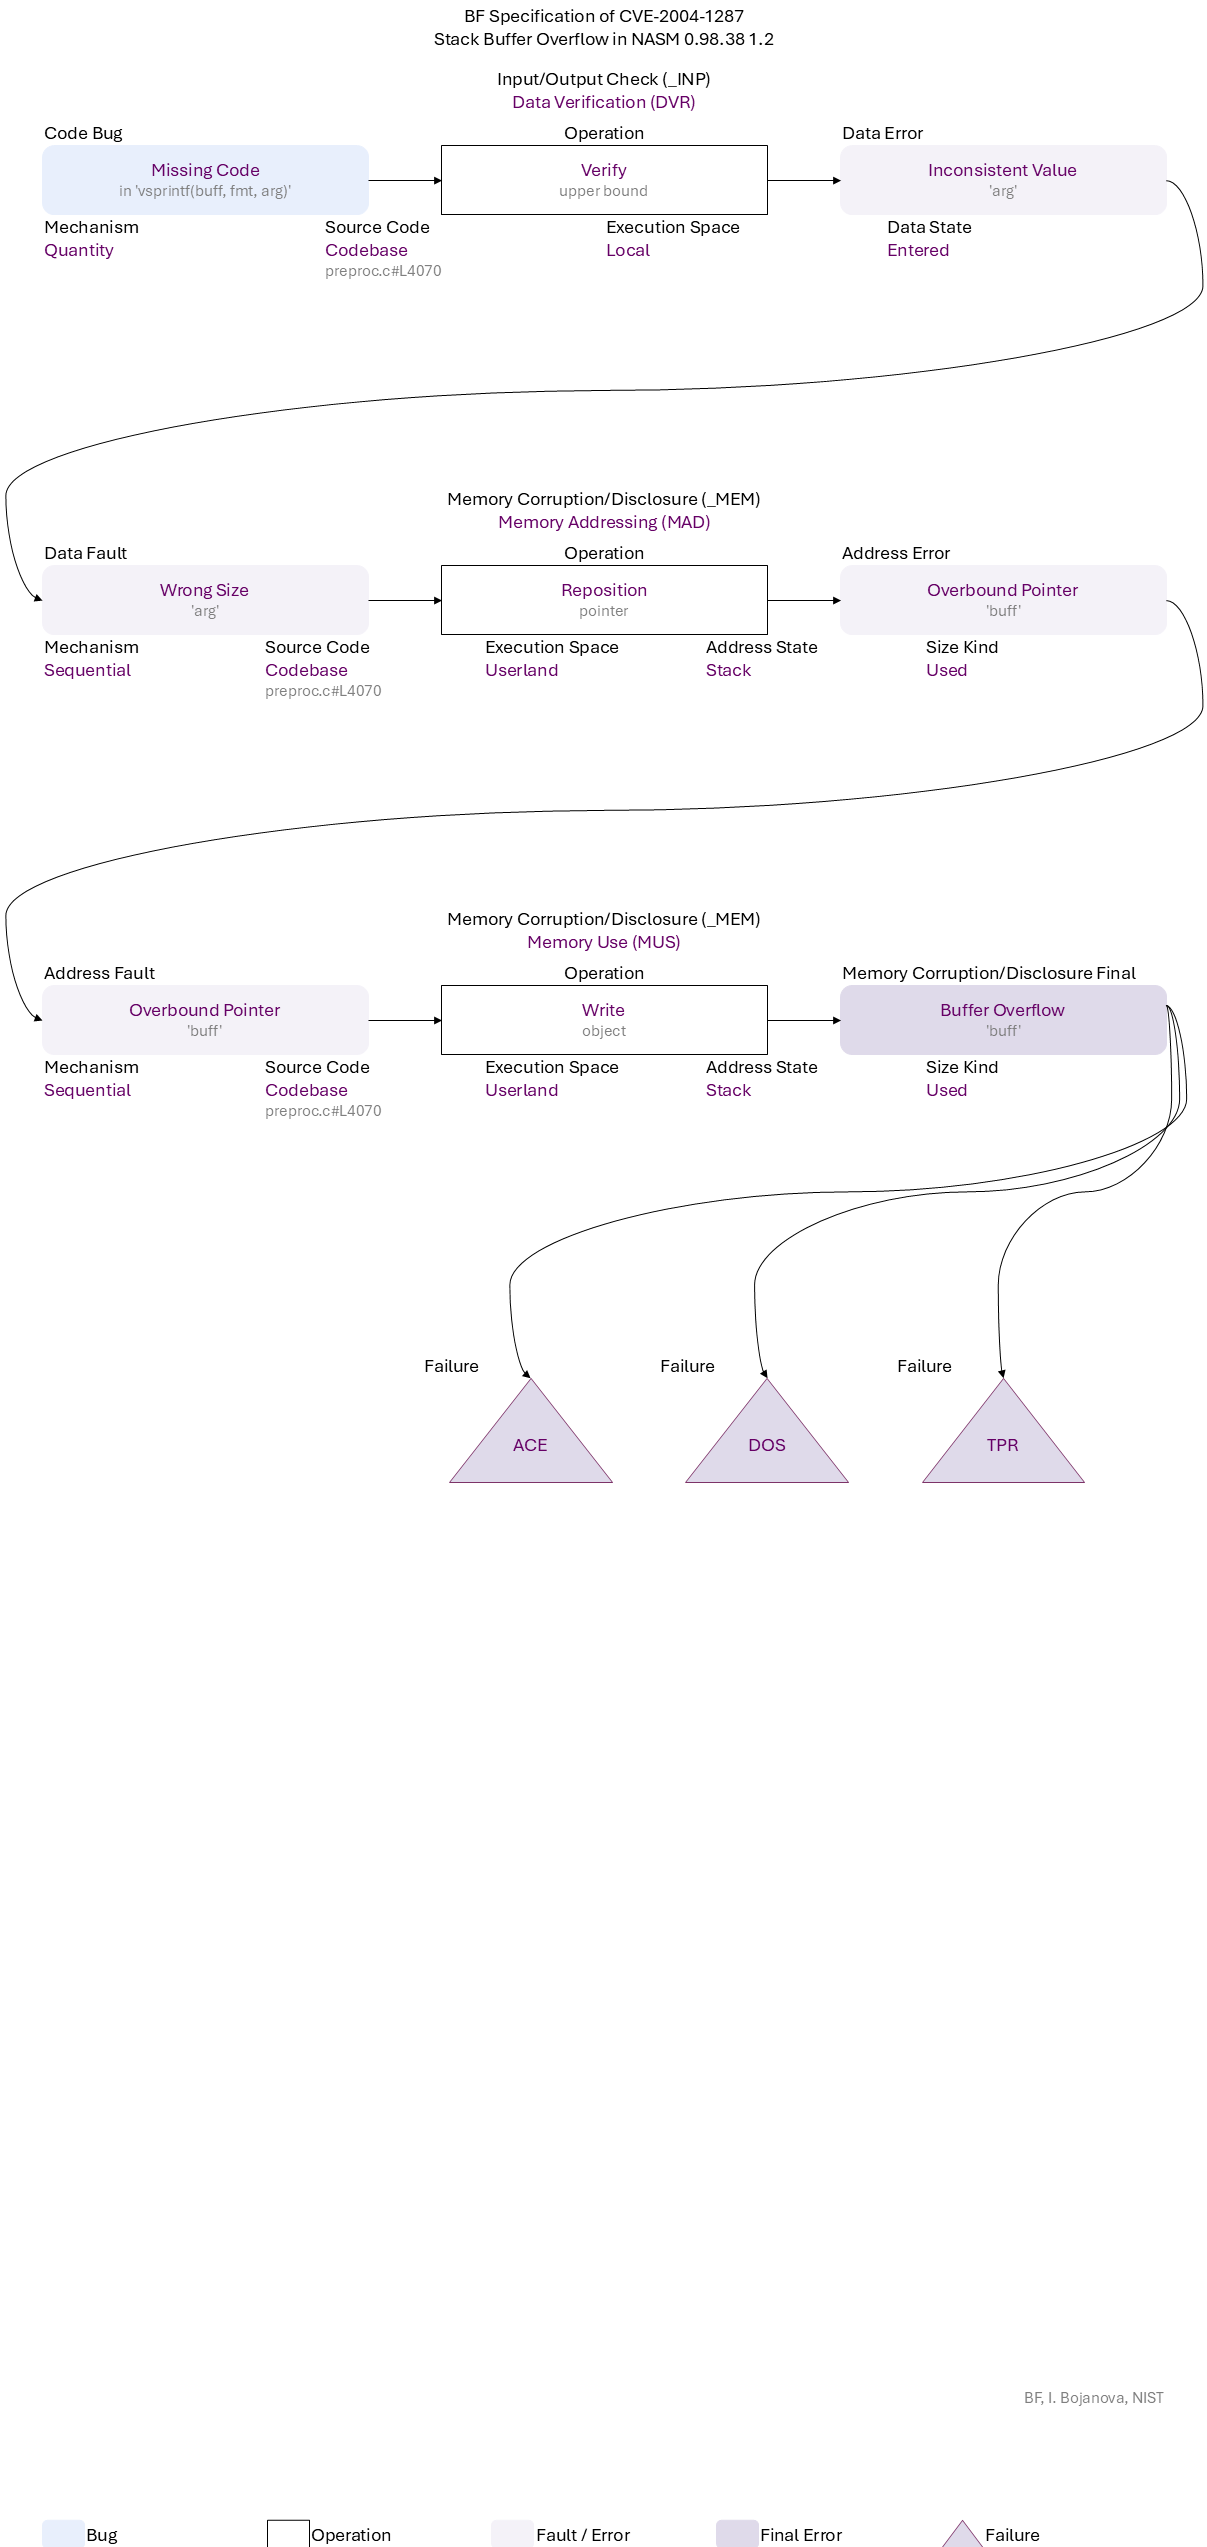 BF Specification of CVE-2004-1287
Stack Buffer Overflow in NASM 0.98.38 1.2
Input/Output Check (_INP)
Data Verification (DVR)
Code Bug Operation Data Error
Missing Code Verify Inconsistent Value
in 'vsprintf(buff, fmt, arg)' upper bound 'arg'
Mechanism Source Code Execution Space Data State
Quantity Codebase Local Entered
preproc.c#L4070
Memory Corruption/Disclosure (_MEM)
Memory Addressing (MAD)
Data Fault Operation Address Error
Wrong Size Reposition Overbound Pointer
'arg' pointer 'buff'
Mechanism Source Code Execution Space Address State Size Kind
Sequential Codebase Userland Stack Used
preproc.c#L4070
Memory Corruption/Disclosure (_MEM)
Memory Use (MUS)
Address Fault Operation Memory Corruption/Disclosure Final
Overbound Pointer Write Buffer Overflow
'buff' object 'buff'
Mechanism Source Code Execution Space Address State Size Kind
Sequential Codebase Userland Stack Used
preproc.c#L4070
Failure Failure Failure
ACE DOS TPR
BF, I. Bojanova, NIST
Bug Operation Fault / Error Final Error Failure